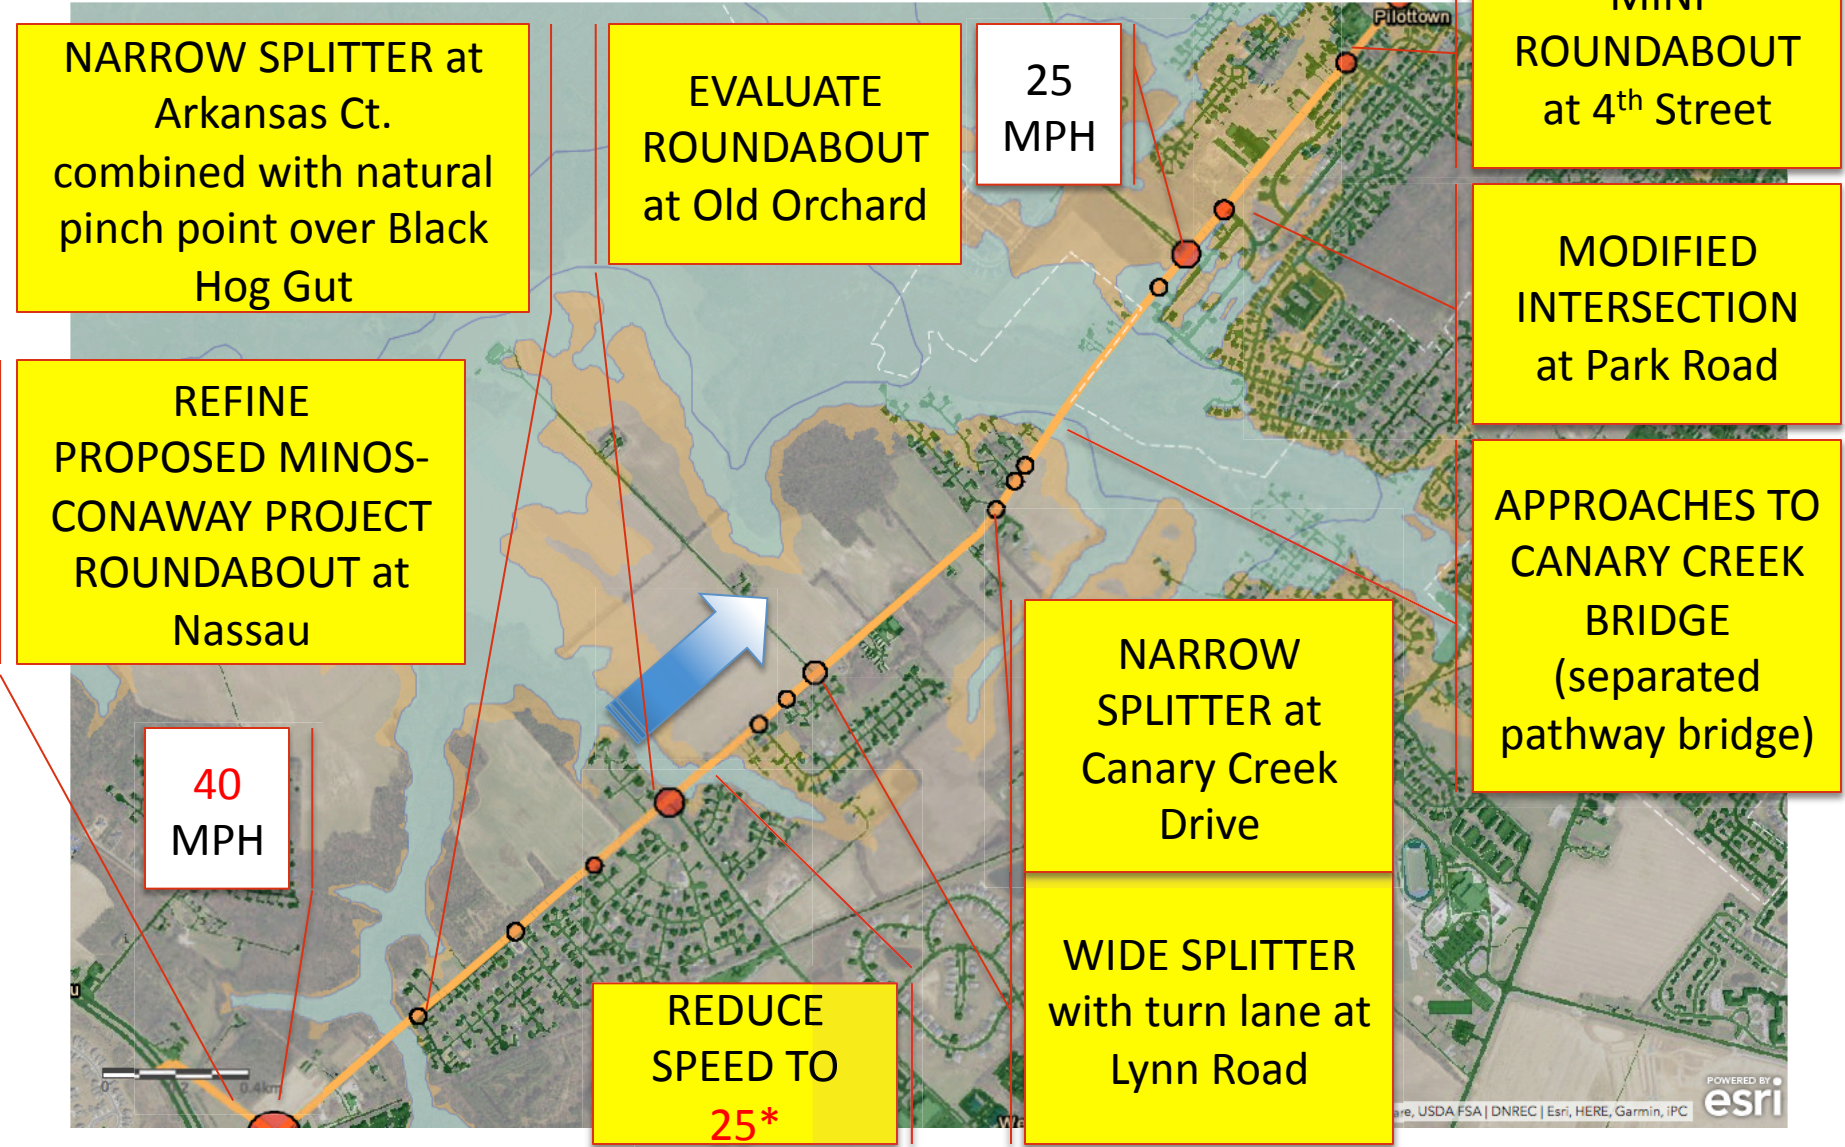 NARROW SPLITTER at
Arkansas Ct.
combined with natural
pinch point over Black
Hog Gut
EVALUATE
ROUNDABOUT
at Old Orchard
25
MPH
Pilottown
MINI
ROUNDABOUT
at 4th Street
MODIFIED
INTERSECTION
at Park Road
REFINE
PROPOSED MINOS-
CONAWAY PROJECT
ROUNDABOUT at
Nassau
APPROACHES TO
CANARY CREEK
BRIDGE
(separated
pathway bridge)
NARROW
SPLITTER at
Canary Creek
Drive
40
MPH
WIDE SPLITTER
with turn lane at
Lynn Road
REDUCE
SPEED TO
25*
0 .2 0.4km
POWERED BY
esri
USDA FSA | DNREC | Esri, HERE, Garmin, iPC